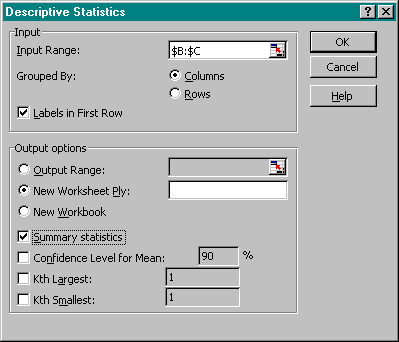 Descriptive Statistics
Input
Input Range: $B:$C
Grouped By: Columns
Rows
Labels in First Row
OK
Cancel
Help
Output options
Output Range:
New Worksheet Ply:
New Workbook
Summary statistics
Confidence Level for Mean: 90 %
Kth Largest: 1
Kth Smallest: 1